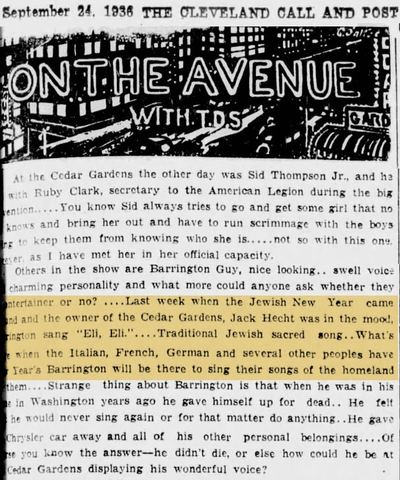 September 24, 1936 THE CLEVELAND CALL AND POST
ON THE AVENUE
WITH T.D.S.
GARD
At the Cedar Gardens the other day was Sid Thompson Jr., and he
with Ruby Clark, secretary to the American Legion during the big
vention.....You know Sid always tries to go and get some girl that no
knows and bring her out and have to run scrimmage with the boys
to keep them from knowing who she is.....not so with this one.
ever, as I have met her in her official capacity.
Others in the show are Barrington Guy, nice looking.. swell voice
charming personality and what more could anyone ask whether they
ntertainer or no? ....Last week when the Jewish New Year came
nd and the owner of the Cedar Gardens, Jack Hecht was in the mood,
rington sang "Eli, Eli."....Traditional Jewish sacred song..What's
when the Italian, French, German and several other peoples have
Year's Barrington will be there to sing their songs of the homeland
them....Strange thing about Barrington is that when he was in his
in Washington years ago he gave himself up for dead.. He felt
he would never sing again or for that matter do anything..He gave
Chrysler car away and all of his other personal belongings....Of
se you know the answer—he didn't die, or else how could he be at
Cedar Gardens displaying his wonderful voice?